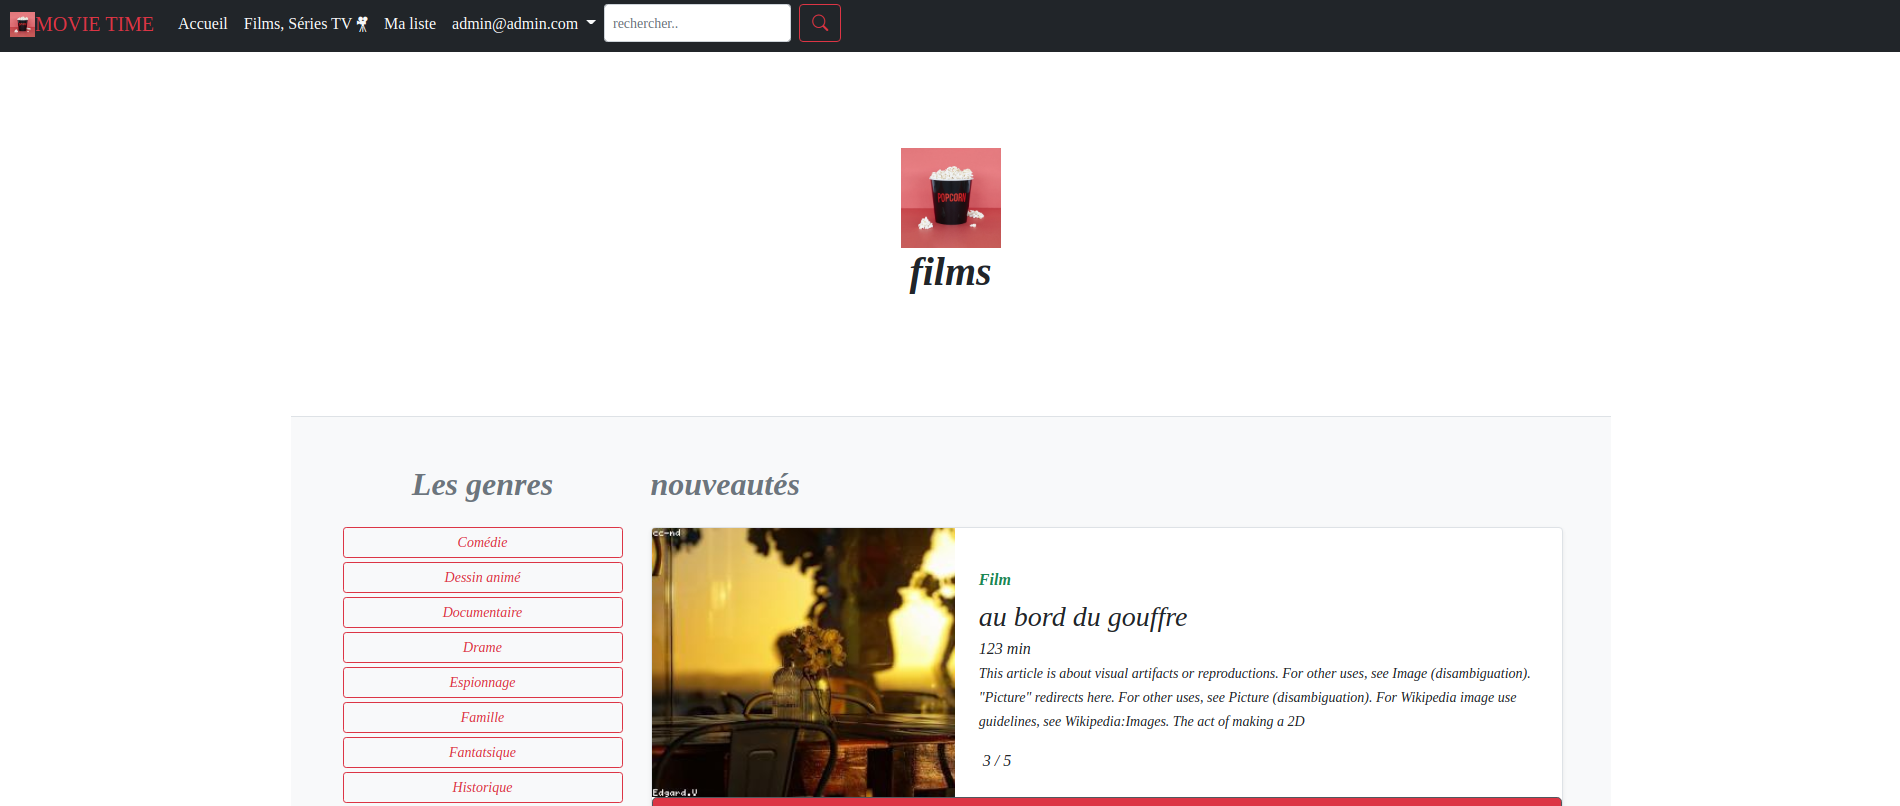 MOVIE TIME
Accueil
Films, Séries TV
Ma liste
admin@admin.com
rechercher..
POPCORN
films
Les genres
Comédie
Dessin animé
Documentaire
Drame
Espionnage
Famille
Fantatsique
Historique
nouveautés
cc-nd
Edgard.V
Film
au bord du gouffre
123 min
This article is about visual artifacts or reproductions. For other uses, see Image (disambiguation).
"Picture" redirects here. For other uses, see Picture (disambiguation). For Wikipedia image use
guidelines, see Wikipedia:Images. The act of making a 2D
3 / 5